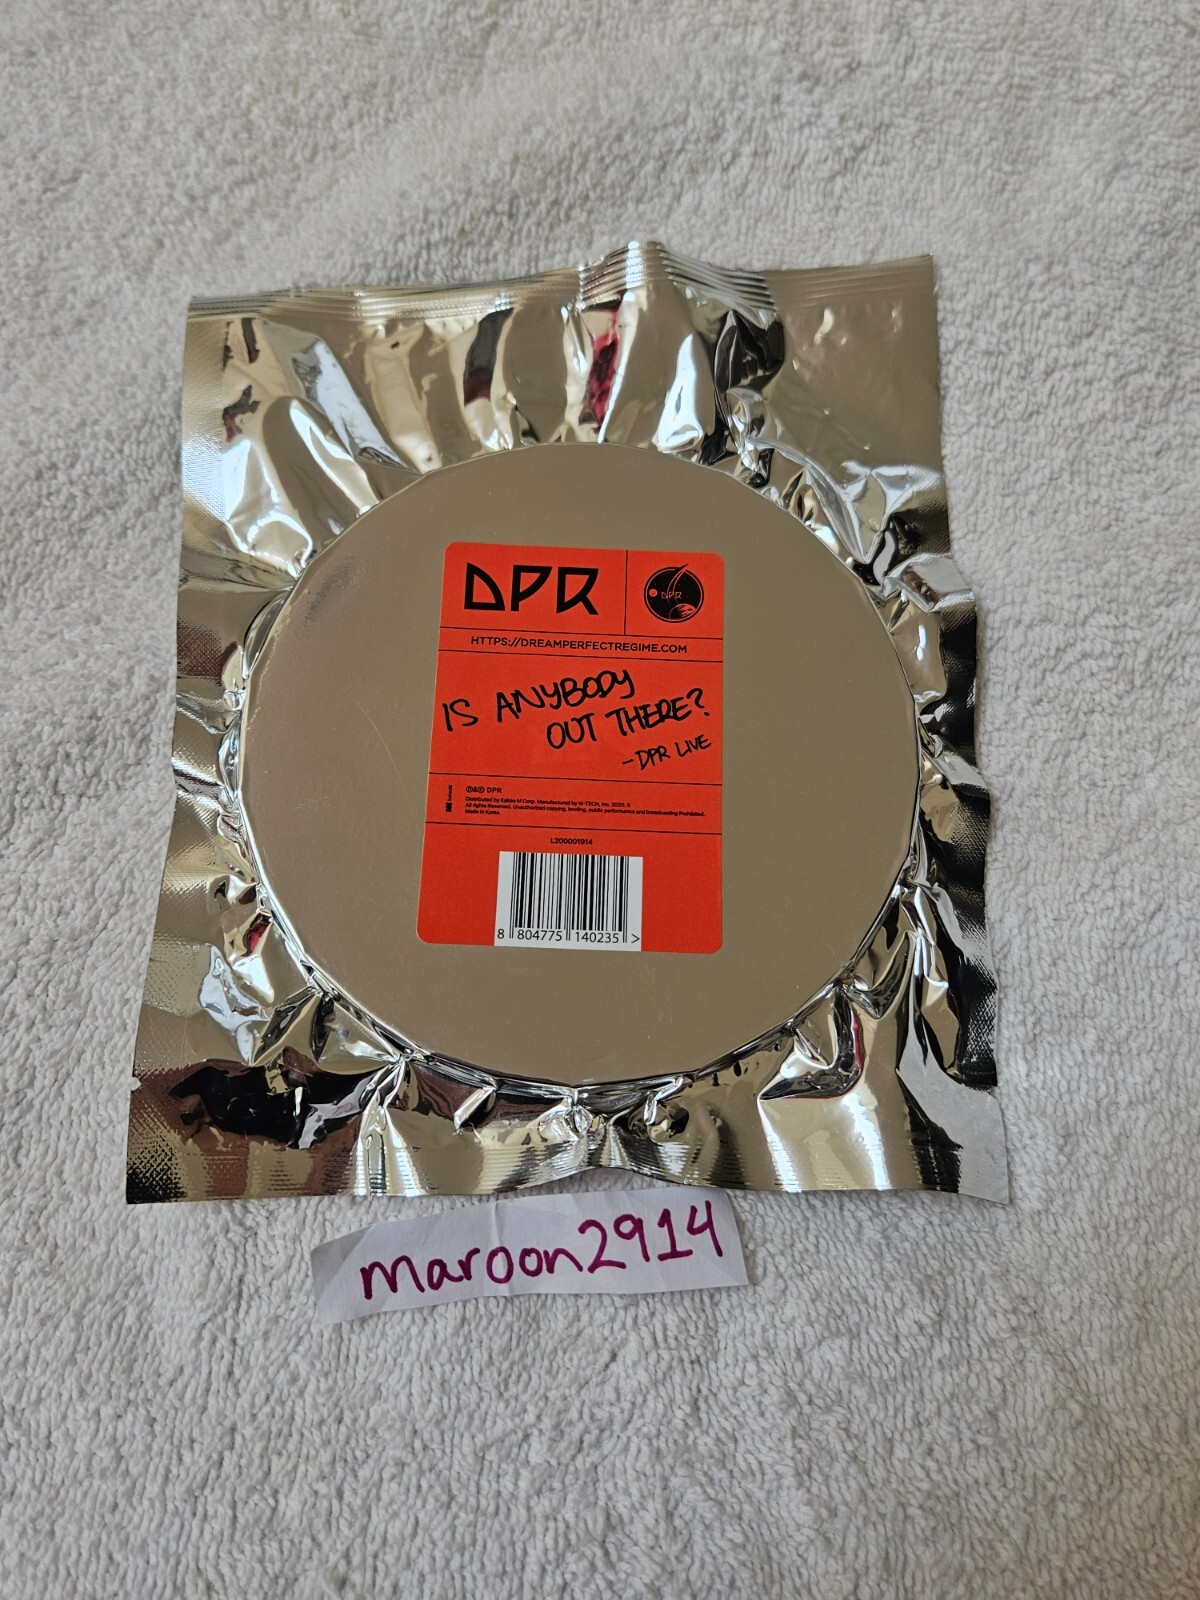 DPR
DPR
HTTPS://DREAMPERFECTREGIME.COM
IS ANYBODY
OUT THERE?
-DPR LIVE
Ⓟ&© DPR
Distributed by Kakao M Corp. Manufactured by M-TECH, Inc. 2020. 3
All rights Reserved. Unauthorized copying, lending, public performance and broadcasting Prohibited.
Made in Korea.
L200001914
8 804775 140235 >
maroon2914